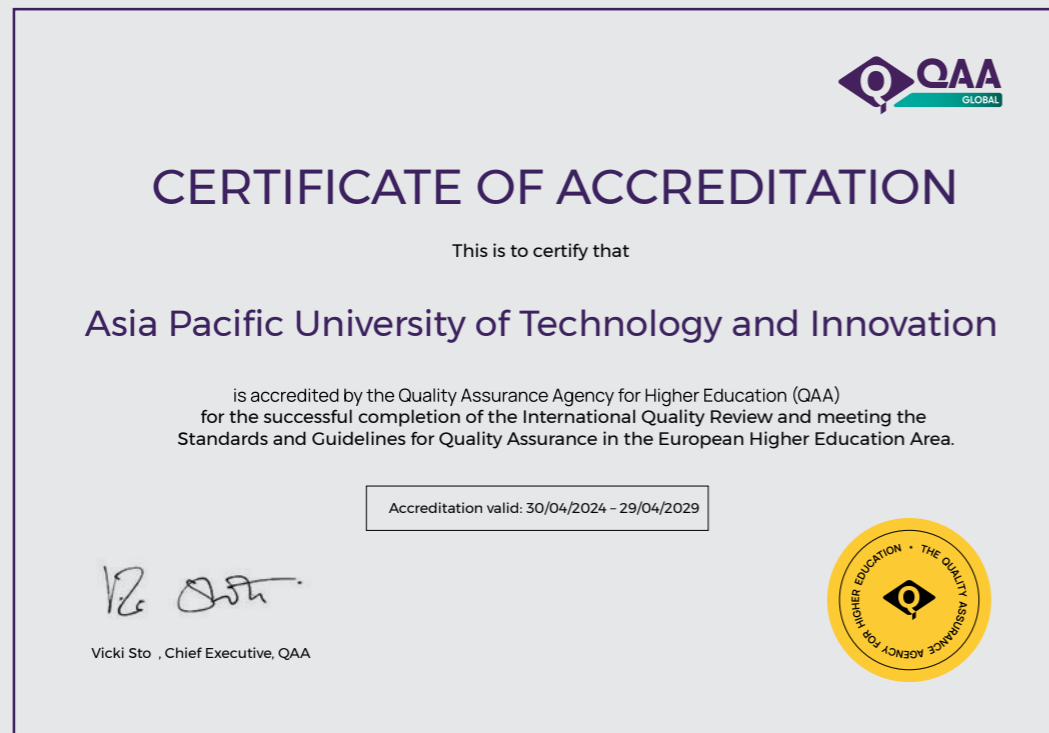 QAA
GLOBAL
CERTIFICATE OF ACCREDITATION
This is to certify that
Asia Pacific University of Technology and Innovation
is accredited by the Quality Assurance Agency for Higher Education (QAA)
for the successful completion of the International Quality Review and meeting the
Standards and Guidelines for Quality Assurance in the European Higher Education Area.
Accreditation valid: 30/04/2024 – 29/04/2029
Vicki Sto , Chief Executive, QAA
THE QUALITY ASSURANCE AGENCY FOR HIGHER EDUCATION •